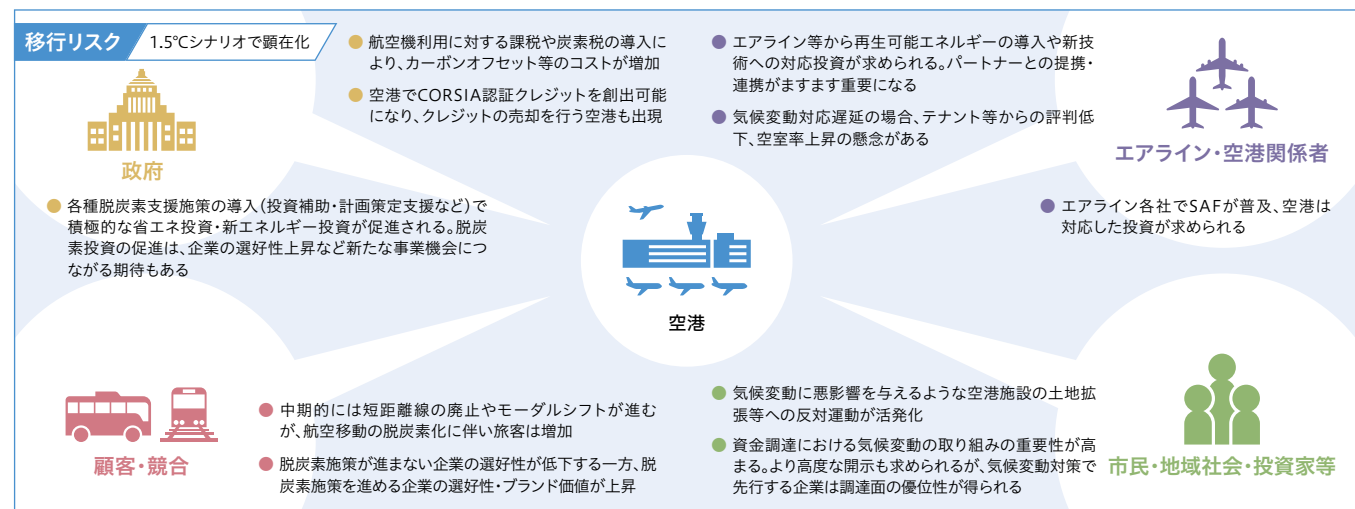 移行リスク
1.5℃シナリオで顕在化
● 航空機利用に対する課税や炭素税の導入に
より、カーボンオフセット等のコストが増加
● 空港でCORSIA認証クレジットを創出可能
になり、クレジットの売却を行う空港も出現
政府
● 各種脱炭素支援施策の導入（投資補助・計画策定支援など）で
積極的な省エネ投資・新エネルギー投資が促進される。脱炭
素投資の促進は、企業の選好性上昇など新たな事業機会につ
ながる期待もある
● エアライン等から再生可能エネルギーの導入や新技
術への対応投資が求められる。パートナーとの提携・
連携がますます重要になる
● 気候変動対応遅延の場合、テナント等からの評判低
下、空室率上昇の懸念がある
エアライン・空港関係者
● エアライン各社でSAFが普及、空港は
対応した投資が求められる
空港
顧客・競合
● 中期的には短距離線の廃止やモーダルシフトが進む
が、航空移動の脱炭素化に伴い旅客は増加
● 脱炭素施策が進まない企業の選好性が低下する一方、脱
炭素施策を進める企業の選好性・ブランド価値が上昇
● 気候変動に悪影響を与えるような空港施設の土地拡
張等への反対運動が活発化
● 資金調達における気候変動の取り組みの重要性が高
まる。より高度な開示も求められるが、気候変動対策で
先行する企業は調達面の優位性が得られる
市民・地域社会・投資家等